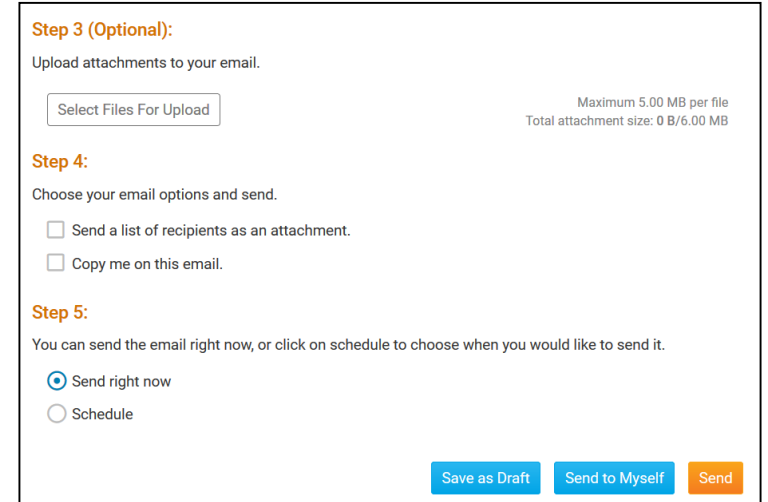 Step 3 (Optional):
Upload attachments to your email.
Select Files For Upload
Maximum 5.00 MB per file
Total attachment size: 0 B/6.00 MB
Step 4:
Choose your email options and send.
Send a list of recipients as an attachment.
Copy me on this email.
Step 5:
You can send the email right now, or click on schedule to choose when you would like to send it.
Send right now
Schedule
Save as Draft
Send to Myself
Send